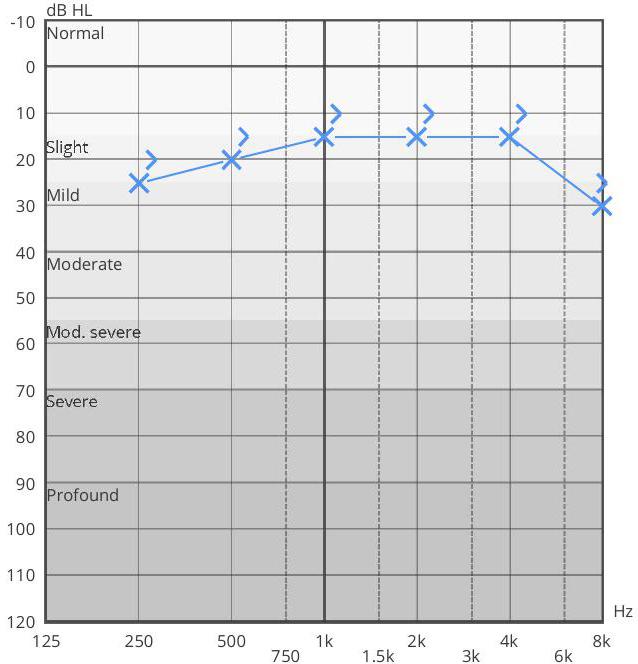 dB HL
-10
Normal
0
10
Slight
20
Mild
30
40
Moderate
50
Mod. severe
60
70
Severe
80
90
Profound
100
110
120
Hz
125 250 500 1k 2k 4k 8k
750 1.5k 3k 6k